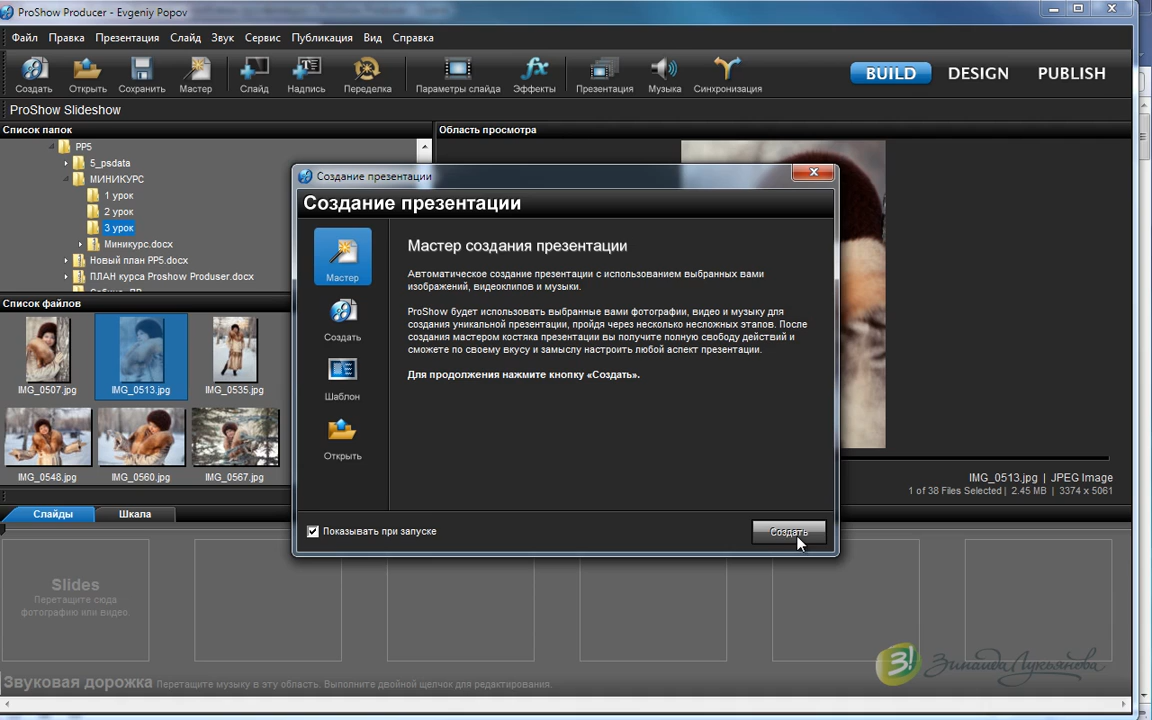 ProShow Producer - Evgeniy Popov
Файл Правка Презентация Слайд Звук Сервис Публикация Вид Справка
Создать Открыть Сохранить Мастер Слайд Надпись Переделка Параметры слайда Эффекты Презентация Музыка Синхронизация
BUILD DESIGN PUBLISH
ProShow Slideshow
Список папок
Область просмотра
PP5
5_psdata
МИНИКУРС
1 урок
2 урок
3 урок
Миникурс.docx
Новый план PP5.docx
ПЛАН курса Proshow Produser.docx
Список файлов
IMG_0507.jpg IMG_0513.jpg IMG_0535.jpg
IMG_0548.jpg IMG_0560.jpg IMG_0567.jpg
Создание презентации
Создание презентации
Мастер
Создать
Шаблон
Открыть
Мастер создания презентации
Автоматическое создание презентации с использованием выбранных вами
изображений, видеоклипов и музыки.
ProShow будет использовать выбранные вами фотографии, видео и музыку для
создания уникальной презентации, пройдя через несколько несложных этапов. После
создания мастером костяка презентации вы получите полную свободу действий и
сможете по своему вкусу и замыслу настроить любой аспект презентации.
Для продолжения нажмите кнопку «Создать».
Показывать при запуске
Создать
IMG_0513.jpg | JPEG Image
1 of 38 Files Selected | 2.45 MB | 3374 x 5061
Слайды Шкала
Slides
Перетащите сюда
фотографию или видео.
Звуковая дорожка Перетащите музыку в эту область. Выполните двойной щелчок для редактирования.
З! Зинаида Лукьянова